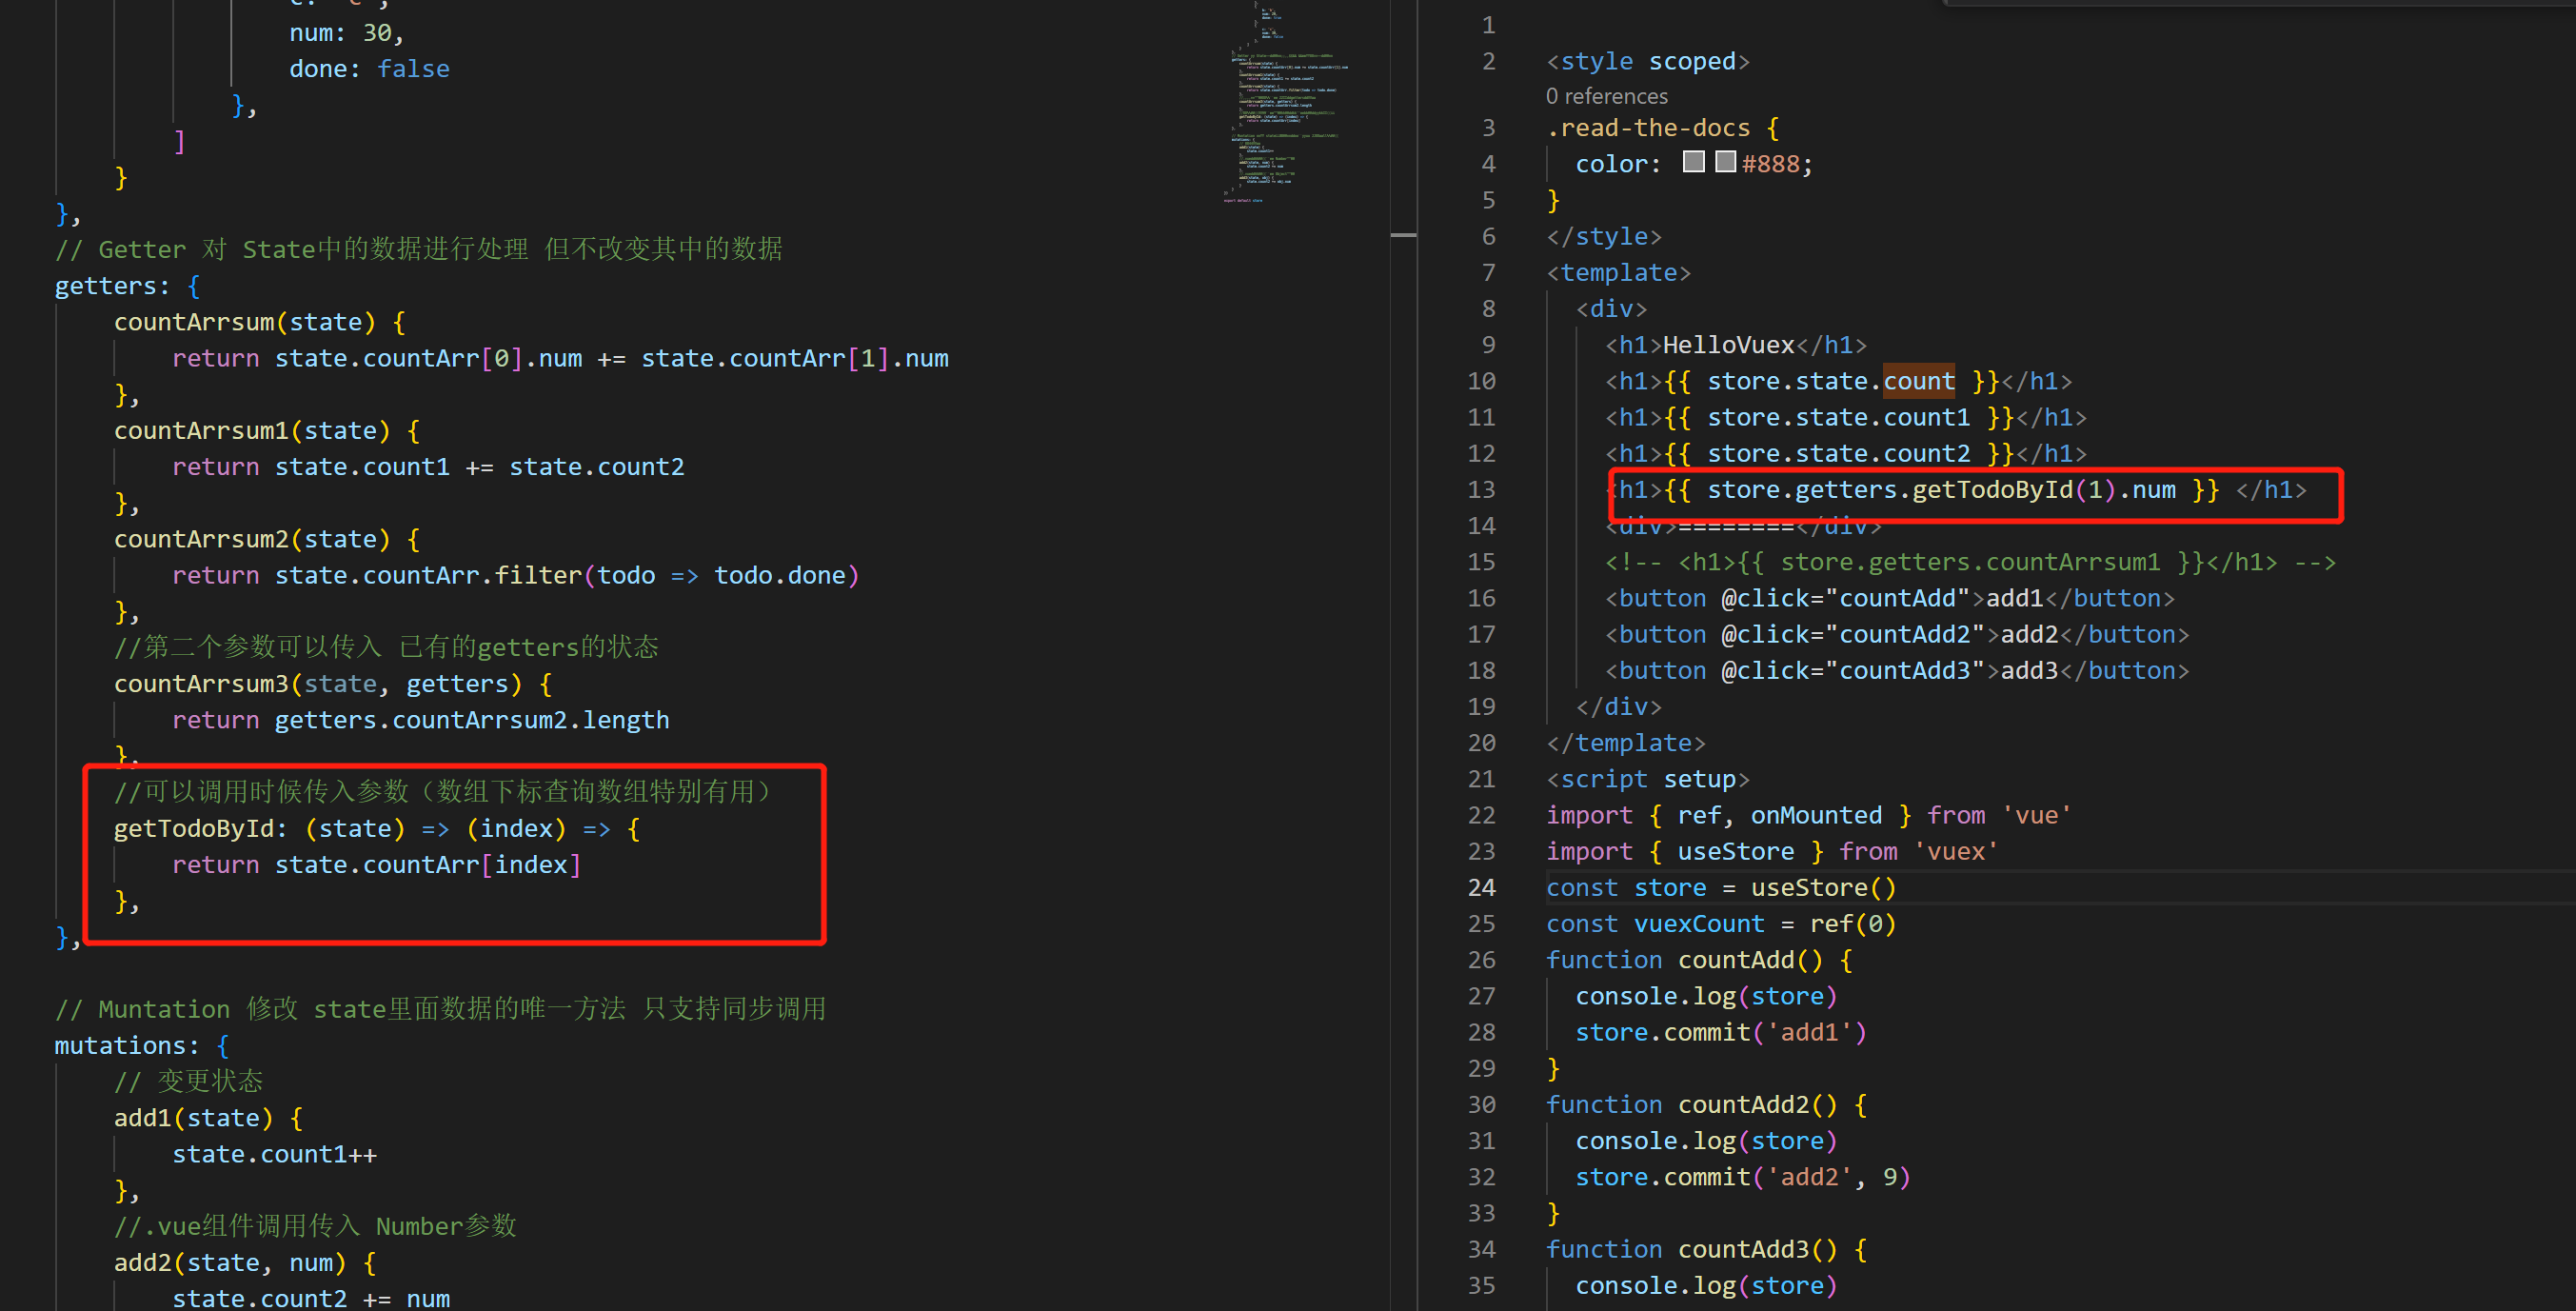 num: 30,
done: false
},
]
}
},
// Getter 对 State中的数据进行处理 但不改变其中的数据
getters: {
countArrsum(state) {
return state.countArr[0].num += state.countArr[1].num
},
countArrsum1(state) {
return state.count1 += state.count2
},
countArrsum2(state) {
return state.countArr.filter(todo => todo.done)
},
//第二个参数可以传入 已有的getters的状态
countArrsum3(state, getters) {
return getters.countArrsum2.length
},
//可以调用时候传入参数（数组下标查询数组特别有用）
getTodoById: (state) => (index) => {
return state.countArr[index]
},
},
// Muntation 修改 state里面数据的唯一方法 只支持同步调用
mutations: {
// 变更状态
add1(state) {
state.count1++
},
//.vue组件调用传入 Number参数
add2(state, num) {
state.count2 += num
1
2 <style scoped>
0 references
3 .read-the-docs {
4 color: #888;
5 }
6 </style>
7 <template>
8 <div>
9 <h1>HelloVuex</h1>
10 <h1>{{ store.state.count }}</h1>
11 <h1>{{ store.state.count1 }}</h1>
12 <h1>{{ store.state.count2 }}</h1>
13 <h1>{{ store.getters.getTodoById(1).num }} </h1>
14 <div>========</div>
15 <!-- <h1>{{ store.getters.countArrsum1 }}</h1> -->
16 <button @click="countAdd">add1</button>
17 <button @click="countAdd2">add2</button>
18 <button @click="countAdd3">add3</button>
19 </div>
20 </template>
21 <script setup>
22 import { ref, onMounted } from 'vue'
23 import { useStore } from 'vuex'
24 const store = useStore()
25 const vuexCount = ref(0)
26 function countAdd() {
27 console.log(store)
28 store.commit('add1')
29 }
30 function countAdd2() {
31 console.log(store)
32 store.commit('add2', 9)
33 }
34 function countAdd3() {
35 console.log(store)